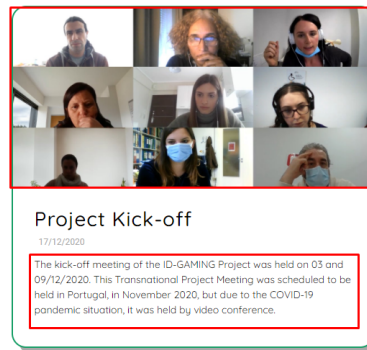 Project Kick-off
17/12/2020
The kick-off meeting of the ID-GAMING Project was held on 03 and
09/12/2020. This Transnational Project Meeting was scheduled to be
held in Portugal, in November 2020, but due to the COVID-19
pandemic situation, it was held by video conference.